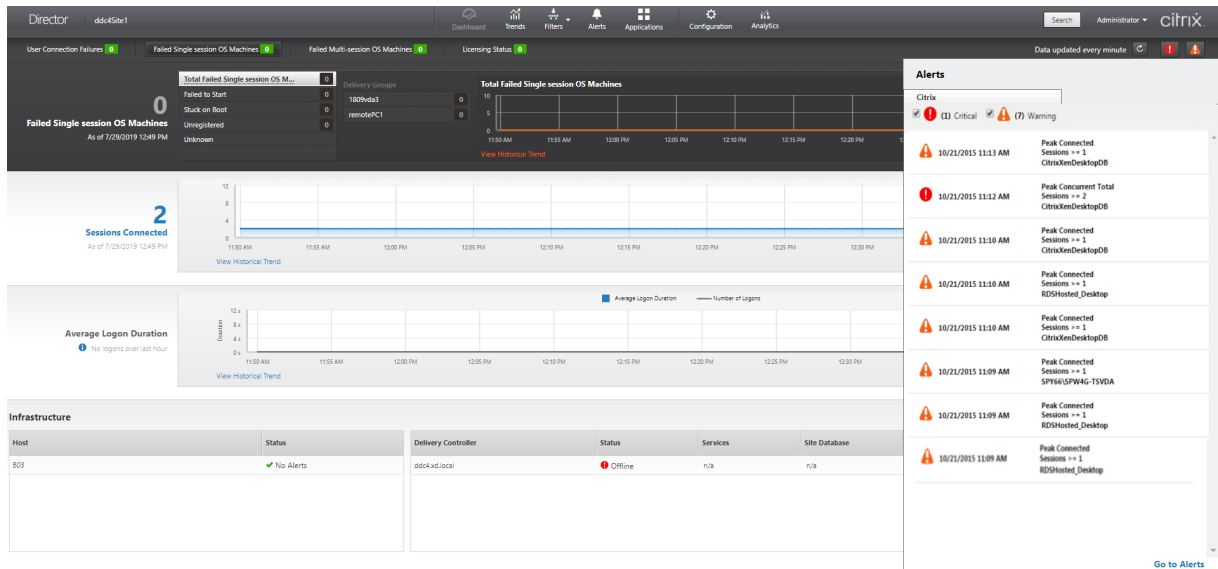 Director ddc4Site1
Dashboard Trends Filters Alerts Applications Configuration Analytics
Search Administrator citrix
User Connection Failures 0 Failed Single session OS Machines 0 Failed Multi-session OS Machines 0 Licensing Status 0
Data updated every minute
0
Failed Single session OS Machines
As of 7/29/2019 12:49 PM
Total Failed Single session OS M... 0
Failed to Start 0
Stuck on Boot 0
Unregistered 0
Unknown
Delivery Groups
1809vda3 0
remotePC1 0
Total Failed Single session OS Machines
10
5
0
11:50 AM 11:55 AM 12:00 PM 12:05 PM 12:10 PM 12:15 PM 12:20 PM 12
View Historical Trend
2
Sessions Connected
As of 7/29/2019 12:49 PM
12
8
4
0
11:50 AM 11:55 AM 12:00 PM 12:05 PM 12:10 PM 12:15 PM 12:20 PM 12:25 PM 12:30 PM
View Historical Trend
Average Logon Duration
No logons over last hour
Average Logon Duration Number of Logons
Duration
12 s
8 s
4 s
0 s
11:50 AM 11:55 AM 12:00 PM 12:05 PM 12:10 PM 12:15 PM 12:20 PM 12:25 PM 12:30 PM
View Historical Trend
Infrastructure
Host Status
B03 No Alerts
Delivery Controller Status Services Site Database
ddc4.xd.local Offline n/a n/a
Alerts
Citrix
(1) Critical (7) Warning
10/21/2015 11:13 AM
Peak Connected
Sessions >= 1
CitrixXenDesktopDB
10/21/2015 11:12 AM
Peak Concurrent Total
Sessions >= 2
CitrixXenDesktopDB
10/21/2015 11:10 AM
Peak Connected
Sessions >= 1
CitrixXenDesktopDB
10/21/2015 11:10 AM
Peak Connected
Sessions >= 1
RDSHosted_Desktop
10/21/2015 11:10 AM
Peak Connected
Sessions >= 1
CitrixXenDesktopDB
10/21/2015 11:09 AM
Peak Connected
Sessions >= 1
SPY66\SPW4G-TSVDA
10/21/2015 11:09 AM
Peak Connected
Sessions >= 1
RDSHosted_Desktop
10/21/2015 11:09 AM
Peak Connected
Sessions >= 1
RDSHosted_Desktop
Go to Alerts